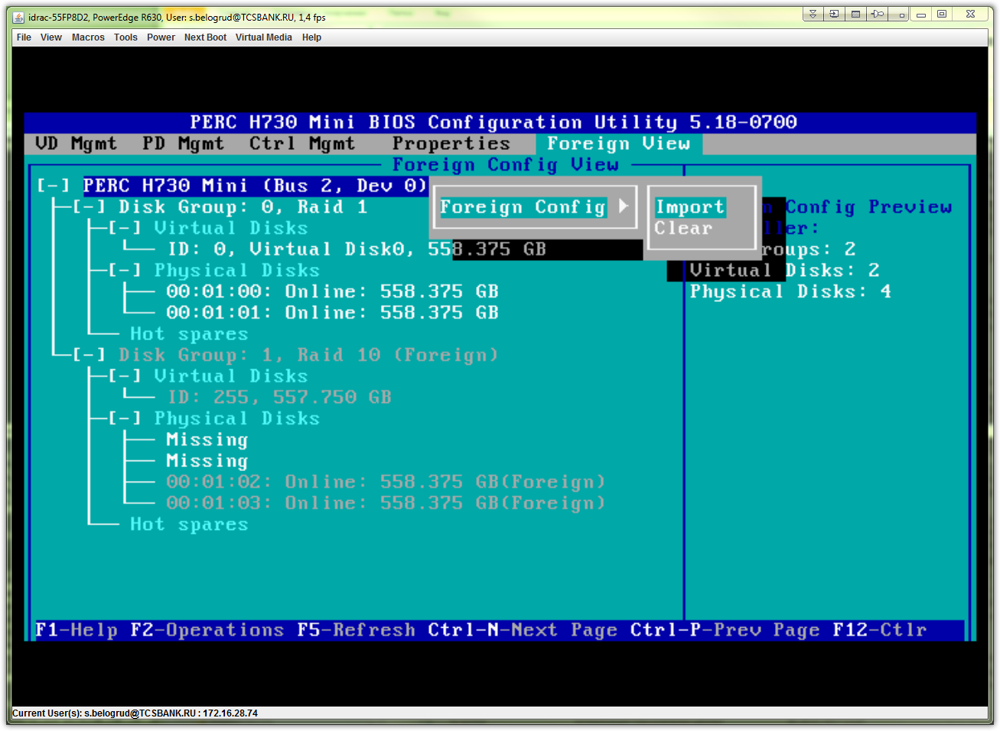 idrac-55FP8D2, PowerEdge R630, User: s.belogrud@TCSBANK.RU, 1,4 fps
File View Macros Tools Power Next Boot Virtual Media Help
PERC H730 Mini BIOS Configuration Utility 5.18-0700
VD Mgmt PD Mgmt Ctrl Mgmt Properties Foreign View
Foreign Config View
[-] PERC H730 Mini (Bus 2, Dev 0)
Foreign Config
Import
Clear
[-] Disk Group: 0, Raid 1
[-] Virtual Disks
ID: 0, Virtual Disk0, 558.375 GB
[-] Physical Disks
00:01:00: Online: 558.375 GB
00:01:01: Online: 558.375 GB
Hot spares
[-] Disk Group: 1, Raid 10 (Foreign)
[-] Virtual Disks
ID: 255, 557.750 GB
[-] Physical Disks
Missing
Missing
00:01:02: Online: 558.375 GB(Foreign)
00:01:03: Online: 558.375 GB(Foreign)
Hot spares
n Config Preview
ller:
roups: 2
Virtual Disks: 2
Physical Disks: 4
F1-Help F2-Operations F5-Refresh Ctrl-N-Next Page Ctrl-P-Prev Page F12-Ctlr
Current User(s): s.belogrud@TCSBANK.RU : 172.16.28.74